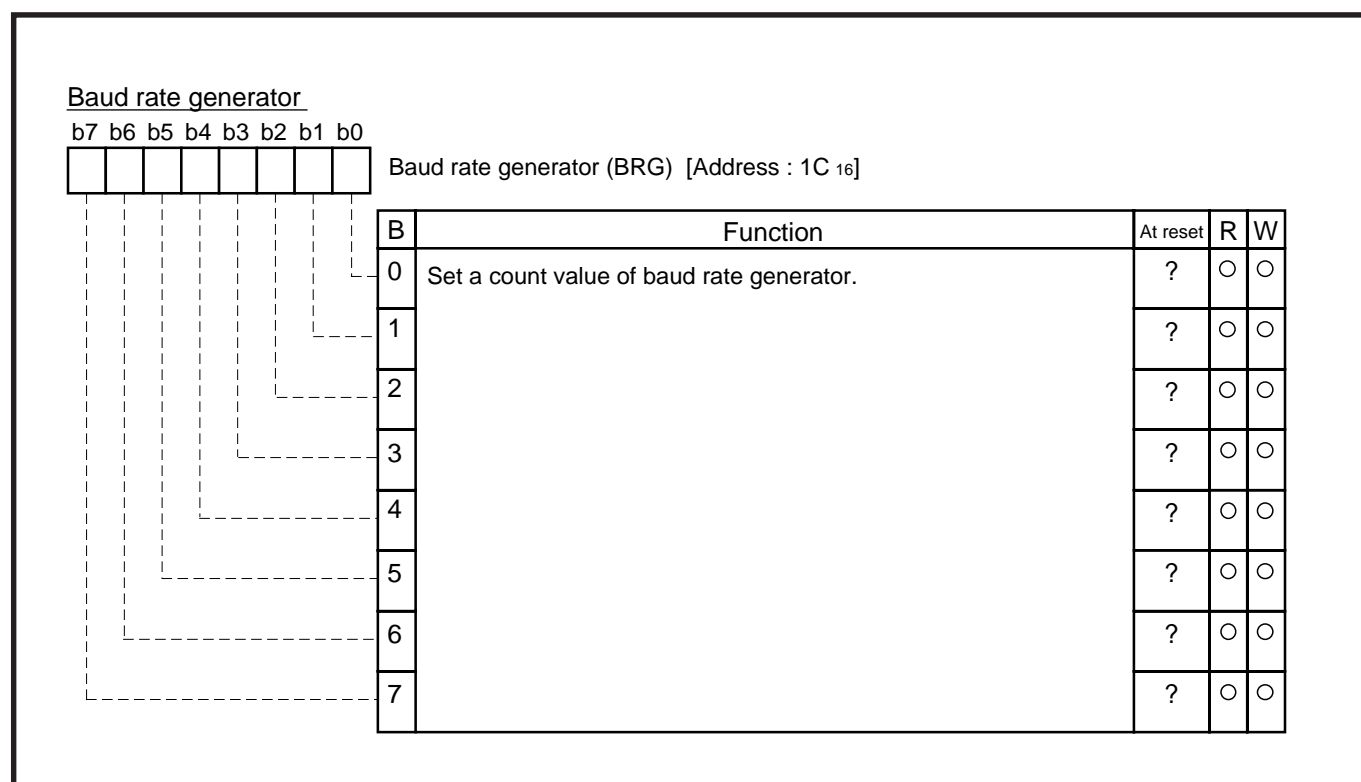 Baud rate generator
b7 b6 b5 b4 b3 b2 b1 b0
Baud rate generator (BRG) [Address : 1C 16]
B Function At reset R W
0 Set a count value of baud rate generator. ? ○ ○
1 ? ○ ○
2 ? ○ ○
3 ? ○ ○
4 ? ○ ○
5 ? ○ ○
6 ? ○ ○
7 ? ○ ○